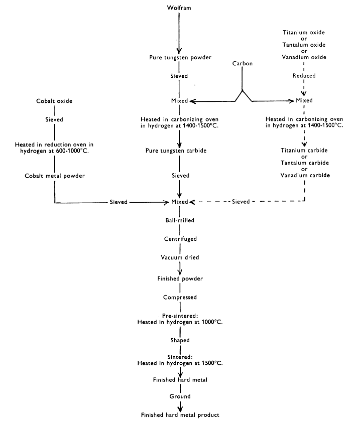 Wolfram
Titanium oxide
or
Tantalum oxide
or
Vanadium oxide
Pure tungsten powder
Carbon
Sieved
Reduced
Cobalt oxide
Mixed
Mixed
Sieved
Heated in carbonizing oven
in hydrogen at 1400-1500°C.
Heated in carbonizing oven
in hydrogen at 1400-1500°C.
Heated in reduction oven in
hydrogen at 600-1000°C.
Pure tungsten carbide
Titanium carbide
or
Tantalum carbide
or
Vanadium carbide
Cobalt metal powder
Sieved
Sieved
Mixed
Sieved
Ball-milled
Centrifuged
Vacuum dried
Finished powder
Compressed
Pre-sintered:
Heated in hydrogen at 1000°C.
Shaped
Sintered:
Heated in hydrogen at 1500°C.
Finished hard metal
Ground
Finished hard metal product